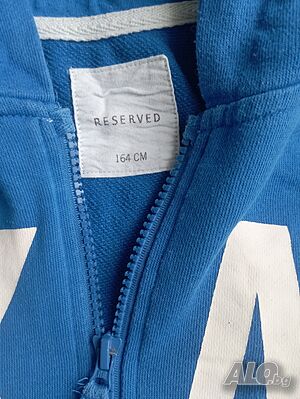 RESERVED
164 CM
ALO.bg